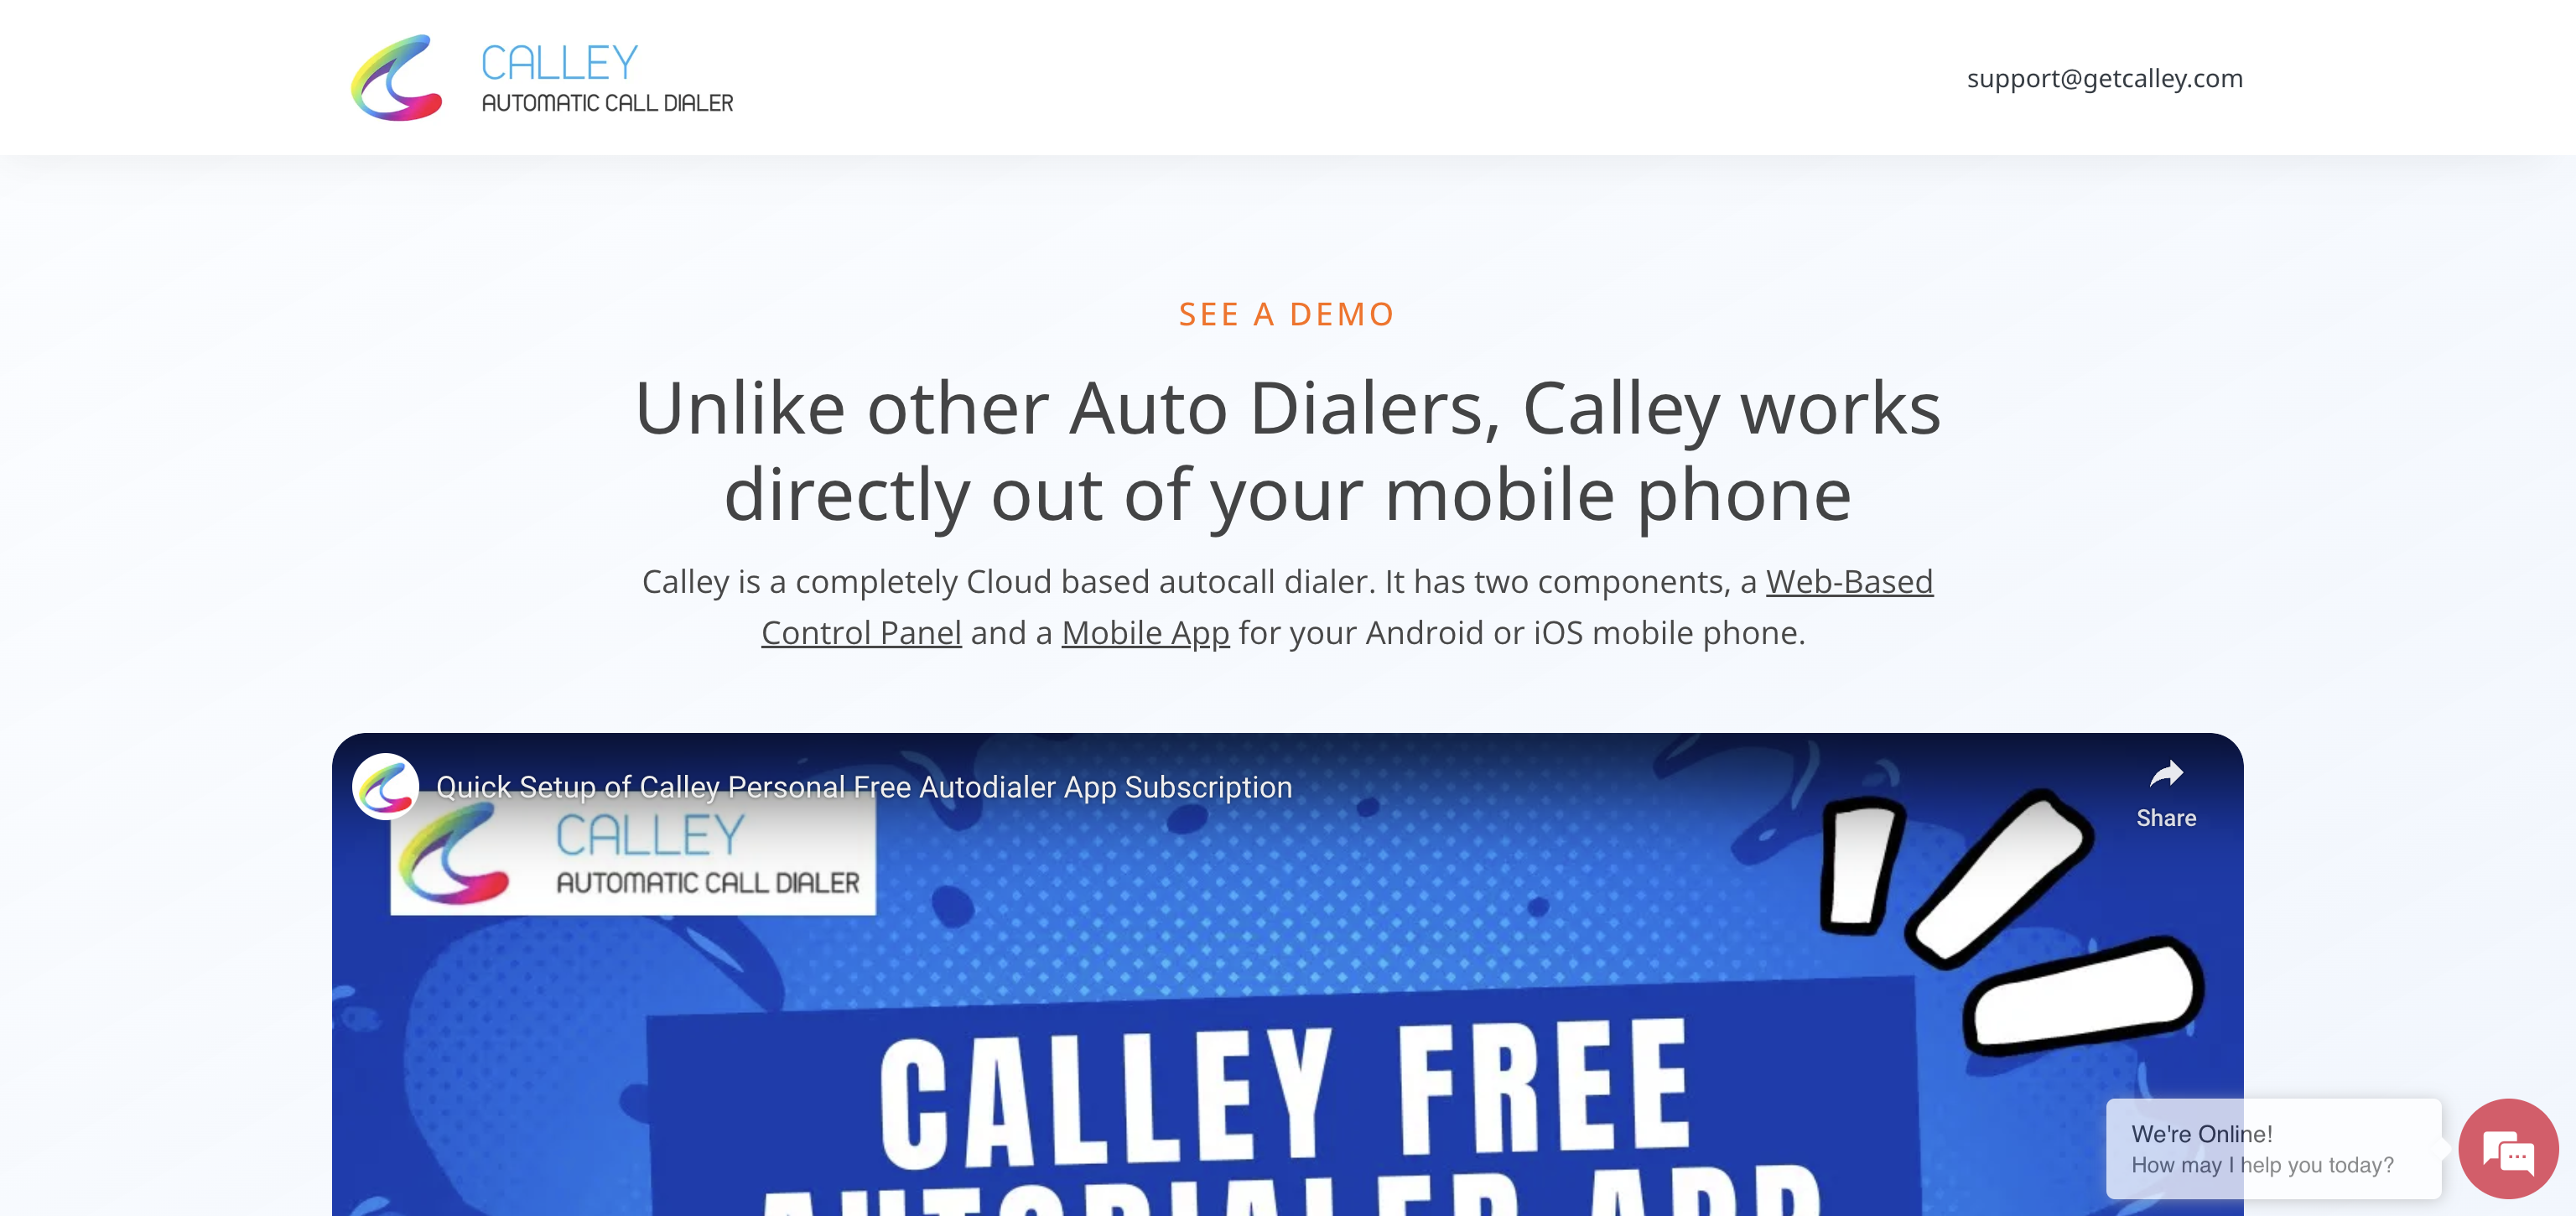 CALLEY
AUTOMATIC CALL DIALER
support@getcalley.com
SEE A DEMO
Unlike other Auto Dialers, Calley works
directly out of your mobile phone
Calley is a completely Cloud based autocall dialer. It has two components, a Web-Based
Control Panel and a Mobile App for your Android or iOS mobile phone.
Quick Setup of Calley Personal Free Autodialer App Subscription
Share
CALLEY
AUTOMATIC CALL DIALER
CALLEY FREE
AUTODIALER APP
We're Online!
How may I help you today?